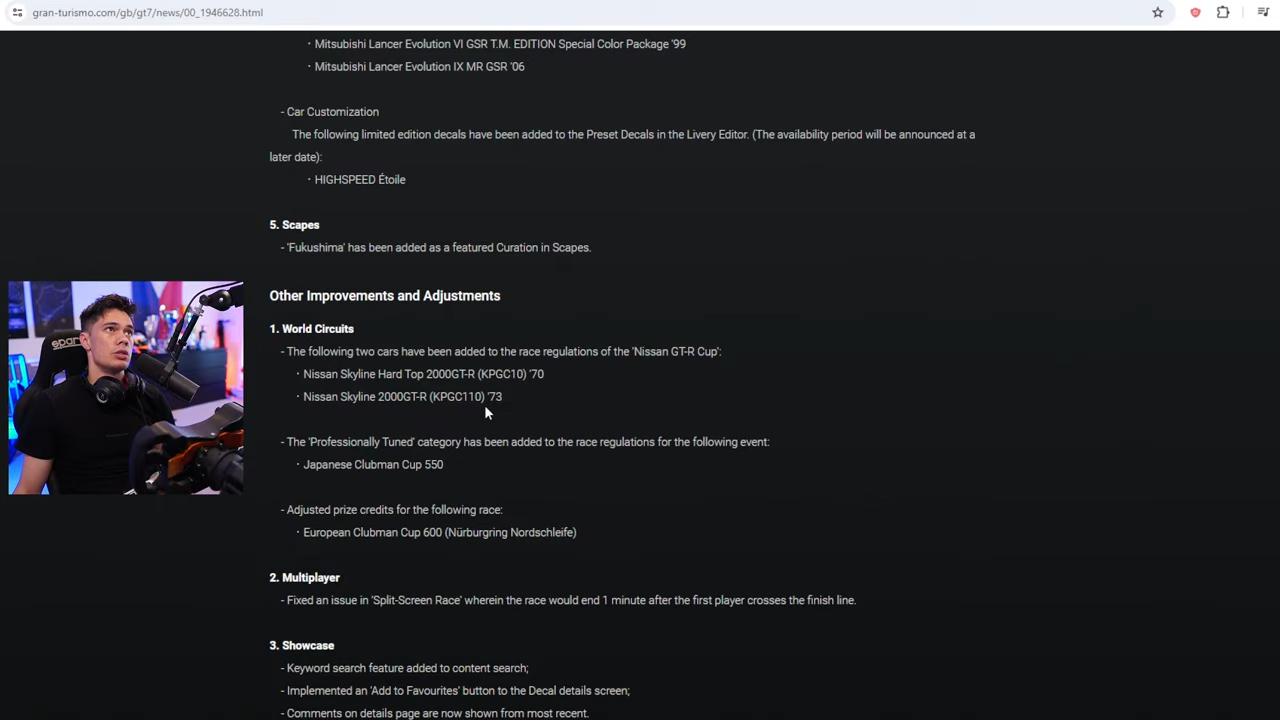 gran-turismo.com/gb/gt7/news/00_1946628.html
・Mitsubishi Lancer Evolution VI GSR T.M. EDITION Special Color Package '99
・Mitsubishi Lancer Evolution IX MR GSR '06
- Car Customization
The following limited edition decals have been added to the Preset Decals in the Livery Editor. (The availability period will be announced at a
later date):
・HIGHSPEED Étoile
5. Scapes
- 'Fukushima' has been added as a featured Curation in Scapes.
Other Improvements and Adjustments
1. World Circuits
- The following two cars have been added to the race regulations of the 'Nissan GT-R Cup':
・Nissan Skyline Hard Top 2000GT-R (KPGC10) '70
・Nissan Skyline 2000GT-R (KPGC110) '73
- The 'Professionally Tuned' category has been added to the race regulations for the following event:
・Japanese Clubman Cup 550
- Adjusted prize credits for the following race:
・European Clubman Cup 600 (Nürburgring Nordschleife)
2. Multiplayer
- Fixed an issue in 'Split-Screen Race' wherein the race would end 1 minute after the first player crosses the finish line.
3. Showcase
- Keyword search feature added to content search;
- Implemented an 'Add to Favourites' button to the Decal details screen;
- Comments on details page are now shown from most recent.
spar